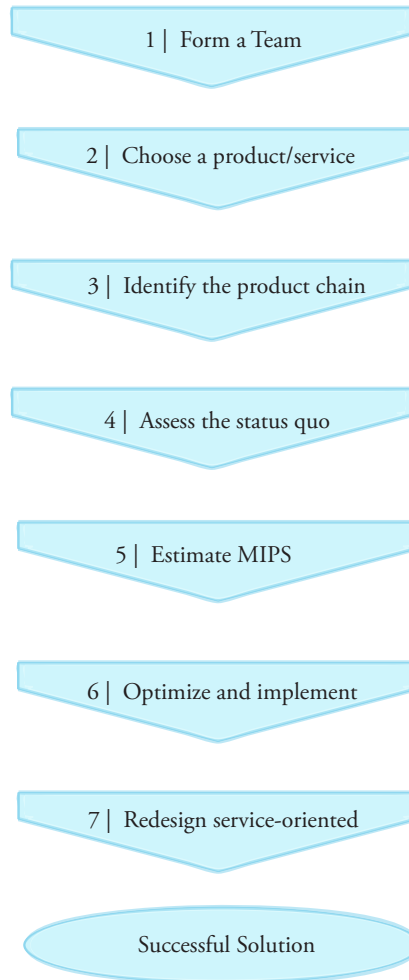 1 | Form a Team
2 | Choose a product/service
3 | Identify the product chain
4 | Assess the status quo
5 | Estimate MIPS
6 | Optimize and implement
7 | Redesign service-oriented
Successful Solution